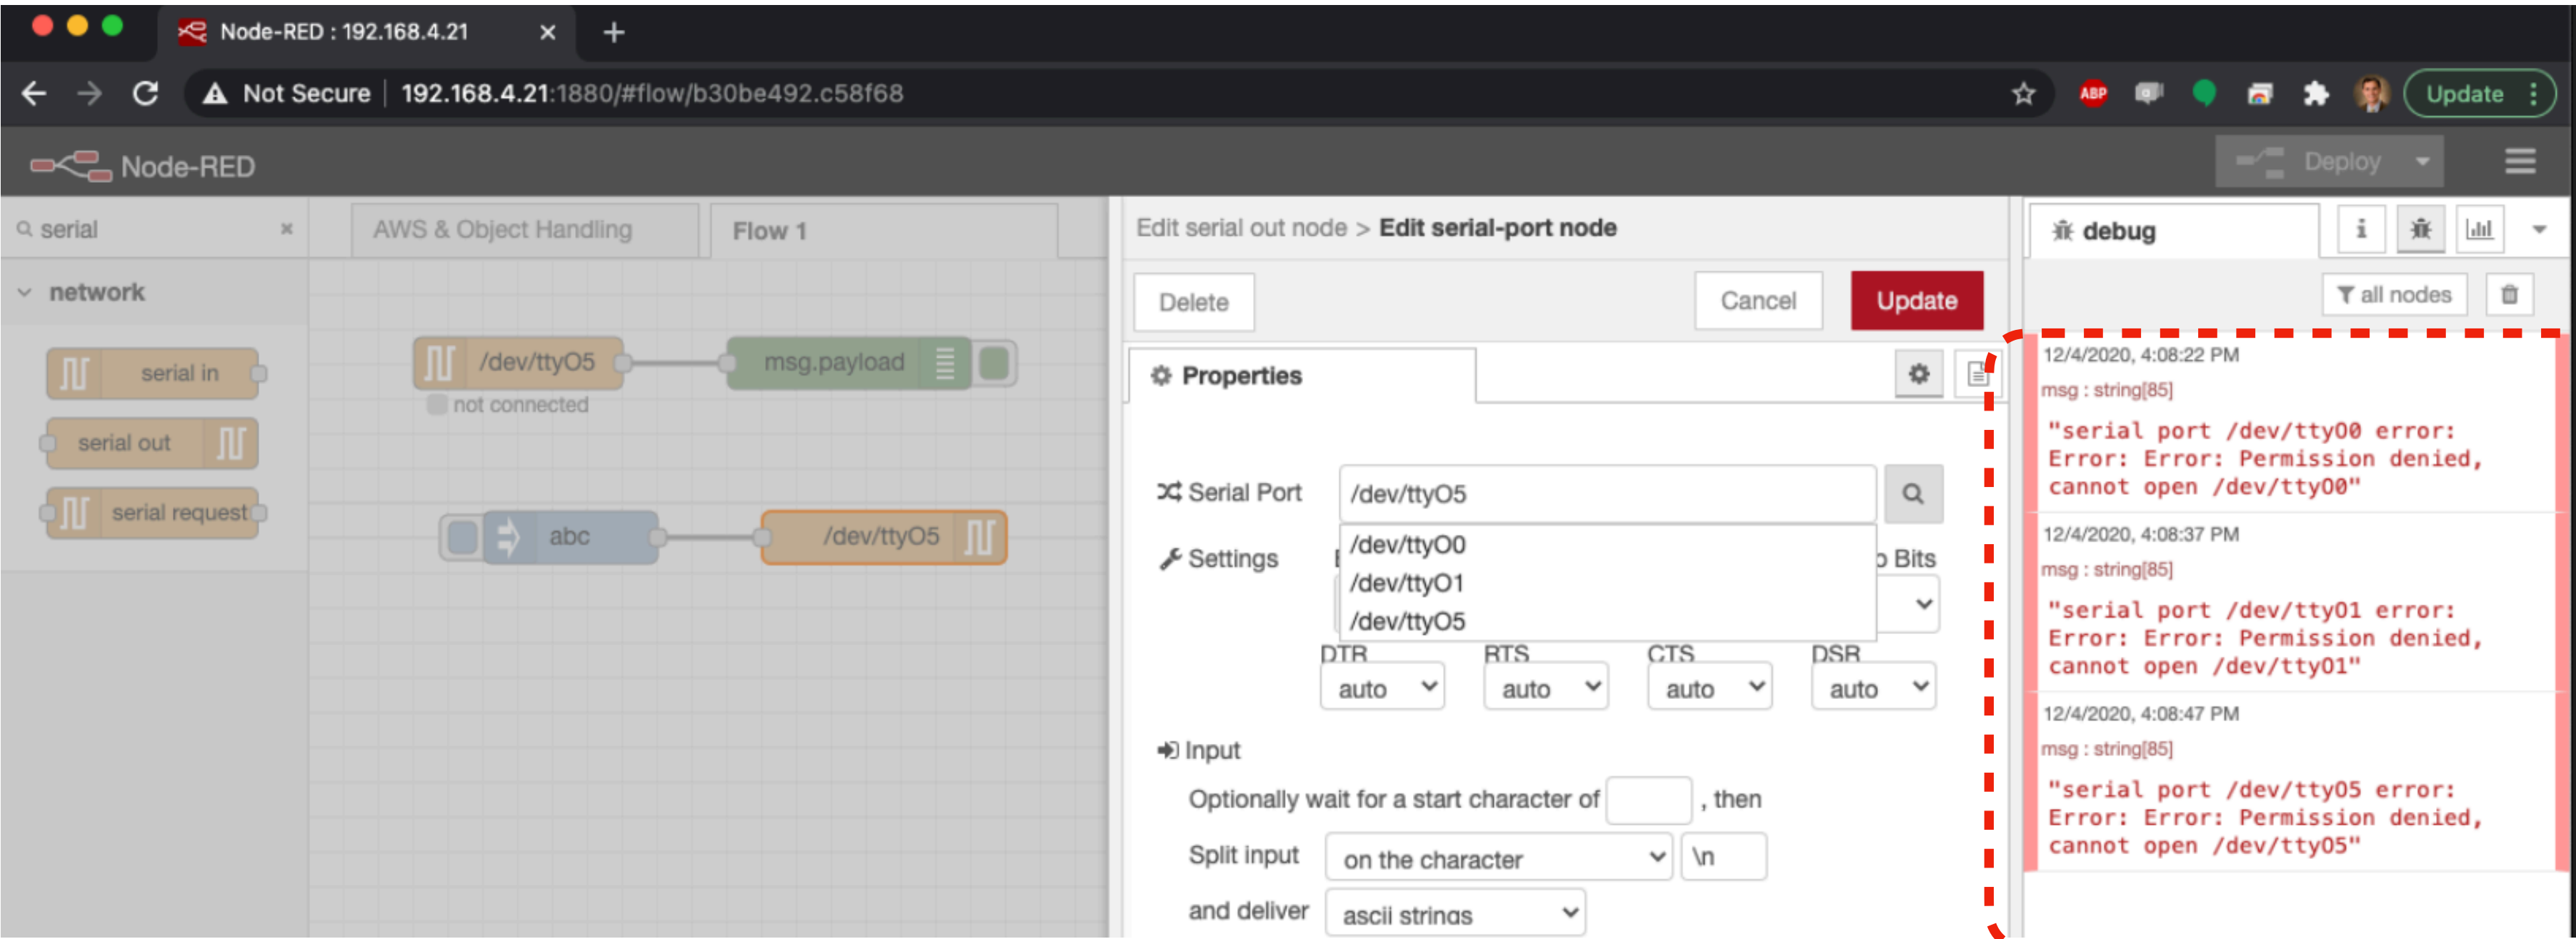 Node-RED : 192.168.4.21
Not Secure | 192.168.4.21:1880/#flow/b30be492.c58f68
ABP
Update
Node-RED
Deploy
serial
network
serial in
serial out
serial request
AWS & Object Handling
Flow 1
/dev/ttyO5
msg.payload
not connected
abc
/dev/ttyO5
Edit serial out node > Edit serial-port node
Delete
Cancel
Update
Properties
Serial Port
/dev/ttyO5
/dev/ttyO0
/dev/ttyO1
/dev/ttyO5
Settings
Bits
DTR RTS CTS DSR
auto auto auto auto
Input
Optionally wait for a start character of , then
Split input on the character \n
and deliver ascii strings
debug
i
all nodes
12/4/2020, 4:08:22 PM
msg : string[85]
"serial port /dev/ttyO0 error:
Error: Error: Permission denied,
cannot open /dev/ttyO0"
12/4/2020, 4:08:37 PM
msg : string[85]
"serial port /dev/ttyO1 error:
Error: Error: Permission denied,
cannot open /dev/ttyO1"
12/4/2020, 4:08:47 PM
msg : string[85]
"serial port /dev/ttyO5 error:
Error: Error: Permission denied,
cannot open /dev/ttyO5"